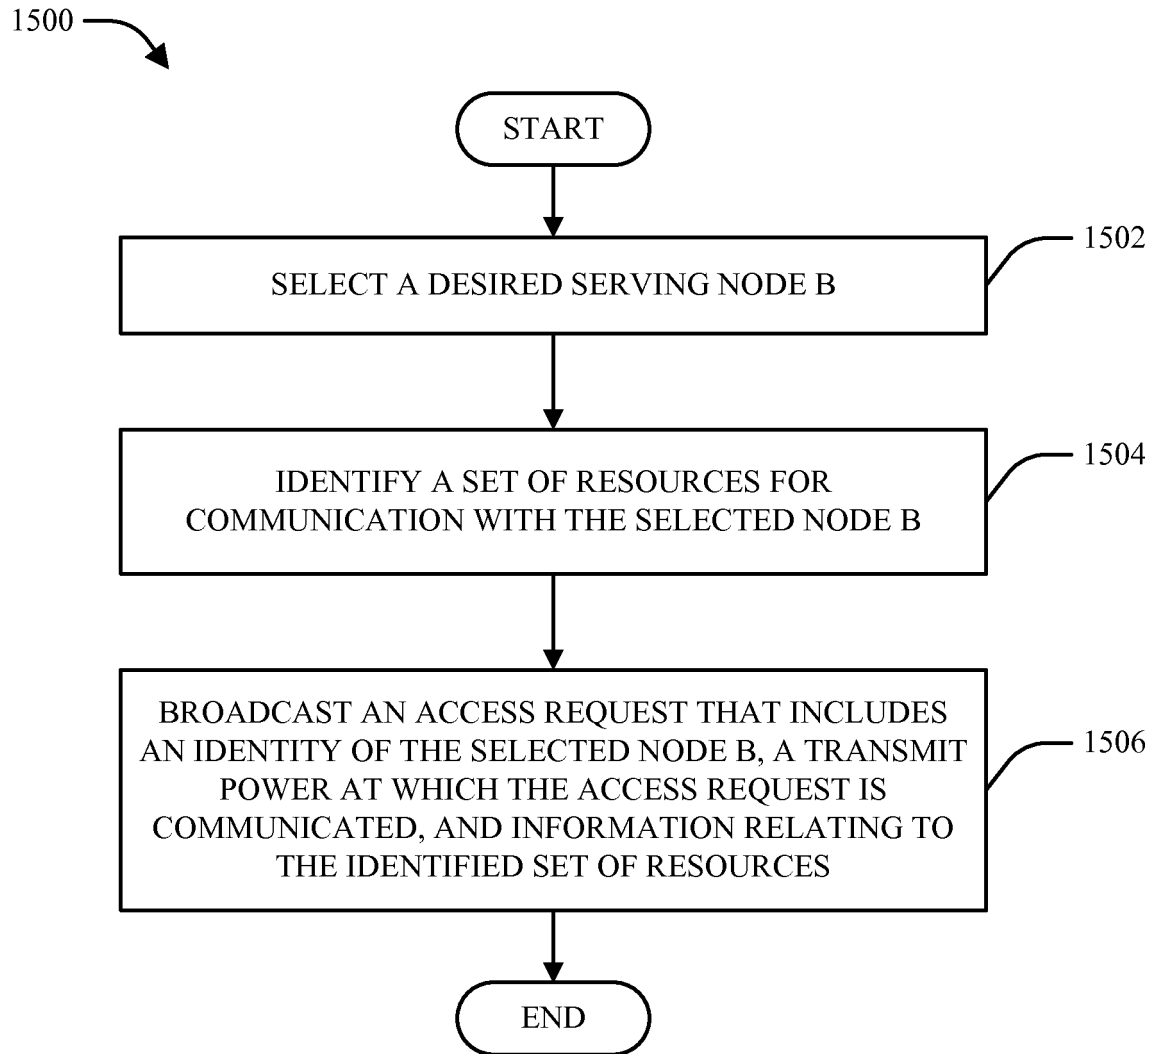 1500
START
SELECT A DESIRED SERVING NODE B
1502
IDENTIFY A SET OF RESOURCES FOR
COMMUNICATION WITH THE SELECTED NODE B
1504
BROADCAST AN ACCESS REQUEST THAT INCLUDES
AN IDENTITY OF THE SELECTED NODE B, A TRANSMIT
POWER AT WHICH THE ACCESS REQUEST IS
COMMUNICATED, AND INFORMATION RELATING TO
THE IDENTIFIED SET OF RESOURCES
1506
END